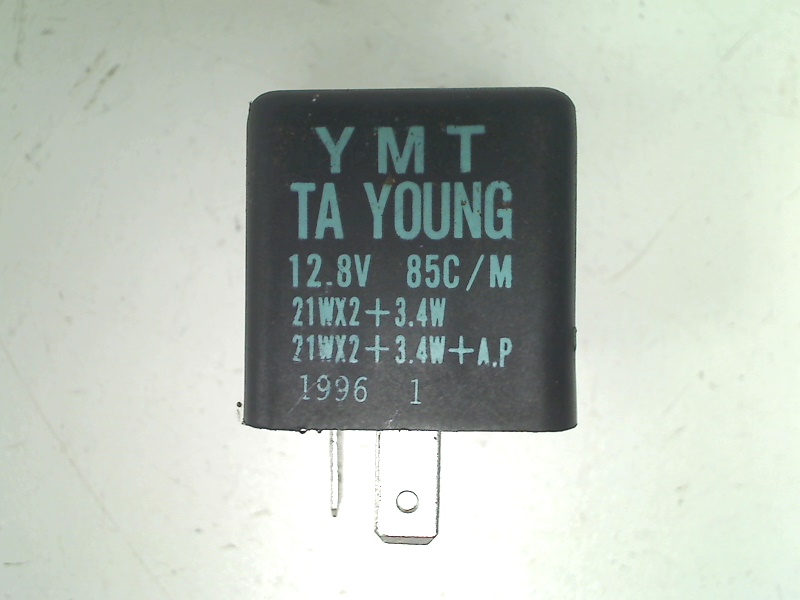 YMT
TA YOUNG
12.8V 85C/M
21WX2+3.4W
21WX2+3.4W+A.P
1996 1